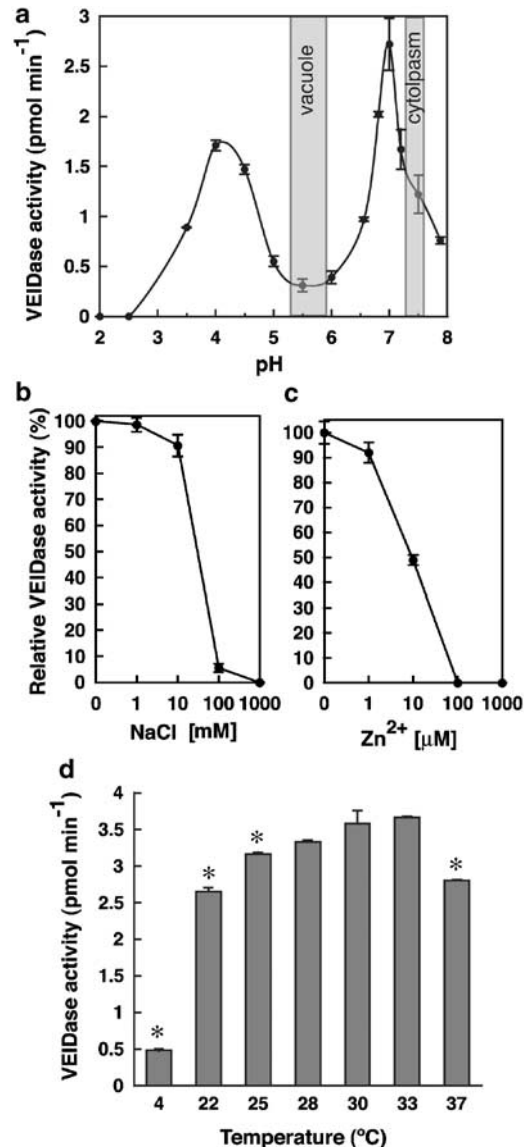 a
VEIDase activity (pmol min⁻¹)
3
2.5
2
1.5
1
0.5
0
vacuole
cytolpasm
2 3 4 5 6 7 8
pH
b
Relative VEIDase activity (%)
100
90
80
70
60
50
40
30
20
10
0
0 1 10 100 1000
NaCl [mM]
c
100
90
80
70
60
50
40
30
20
10
0
0 1 10 100 1000
Zn²⁺ [µM]
d
VEIDase activity (pmol min⁻¹)
4
3.5
3
2.5
2
1.5
1
0.5
0
* * * *
4 22 25 28 30 33 37
Temperature (ºC)